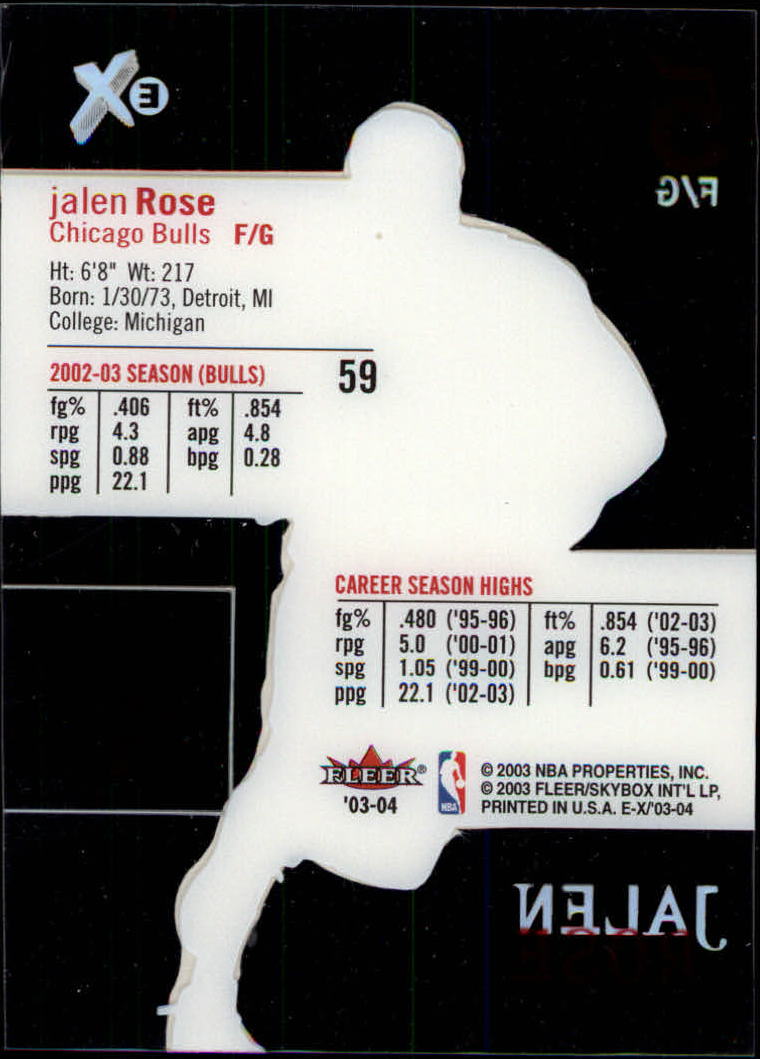 XE
F/G
jalen Rose
Chicago Bulls F/G
Ht: 6'8" Wt: 217
Born: 1/30/73, Detroit, MI
College: Michigan
2002-03 SEASON (BULLS)
59
fg% .406 ft% .854
rpg 4.3 apg 4.8
spg 0.88 bpg 0.28
ppg 22.1
CAREER SEASON HIGHS
fg% .480 ('95-96) ft% .854 ('02-03)
rpg 5.0 ('00-01) apg 6.2 ('95-96)
spg 1.05 ('99-00) bpg 0.61 ('99-00)
ppg 22.1 ('02-03)
FLEER®
'03-04
NBA
© 2003 NBA PROPERTIES, INC.
© 2003 FLEER/SKYBOX INT'L LP,
PRINTED IN U.S.A. E-X/'03-04
JALEN
ROSE